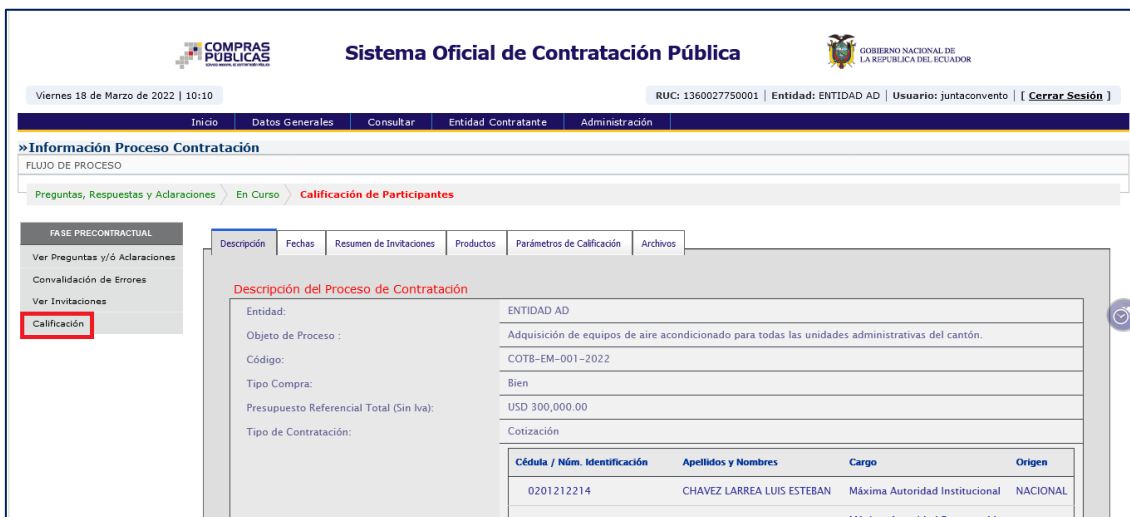 COMPRAS
PÚBLICAS
Sistema Oficial de Contratación Pública
GOBIERNO NACIONAL DE
LA REPUBLICA DEL ECUADOR
Viernes 18 de Marzo de 2022 | 10:10
RUC: 1360027750001 | Entidad: ENTIDAD AD | Usuario: juntaconvento | [ Cerrar Sesión ]
Inicio Datos Generales Consultar Entidad Contratante Administración
»Información Proceso Contratación
FLUJO DE PROCESO
Preguntas, Respuestas y Aclaraciones En Curso Calificación de Participantes
FASE PRECONTRACTUAL
Ver Preguntas y/ó Aclaraciones
Convalidación de Errores
Ver Invitaciones
Calificación
Descripción Fechas Resumen de Invitaciones Productos Parámetros de Calificación Archivos
Descripción del Proceso de Contratación
Entidad: ENTIDAD AD
Objeto de Proceso : Adquisición de equipos de aire acondicionado para todas las unidades administrativas del cantón.
Código: COTB-EM-001-2022
Tipo Compra: Bien
Presupuesto Referencial Total (Sin Iva): USD 300,000.00
Tipo de Contratación: Cotización
Cédula / Núm. Identificación Apellidos y Nombres Cargo Origen
0201212214 CHAVEZ LARREA LUIS ESTEBAN Máxima Autoridad Institucional NACIONAL